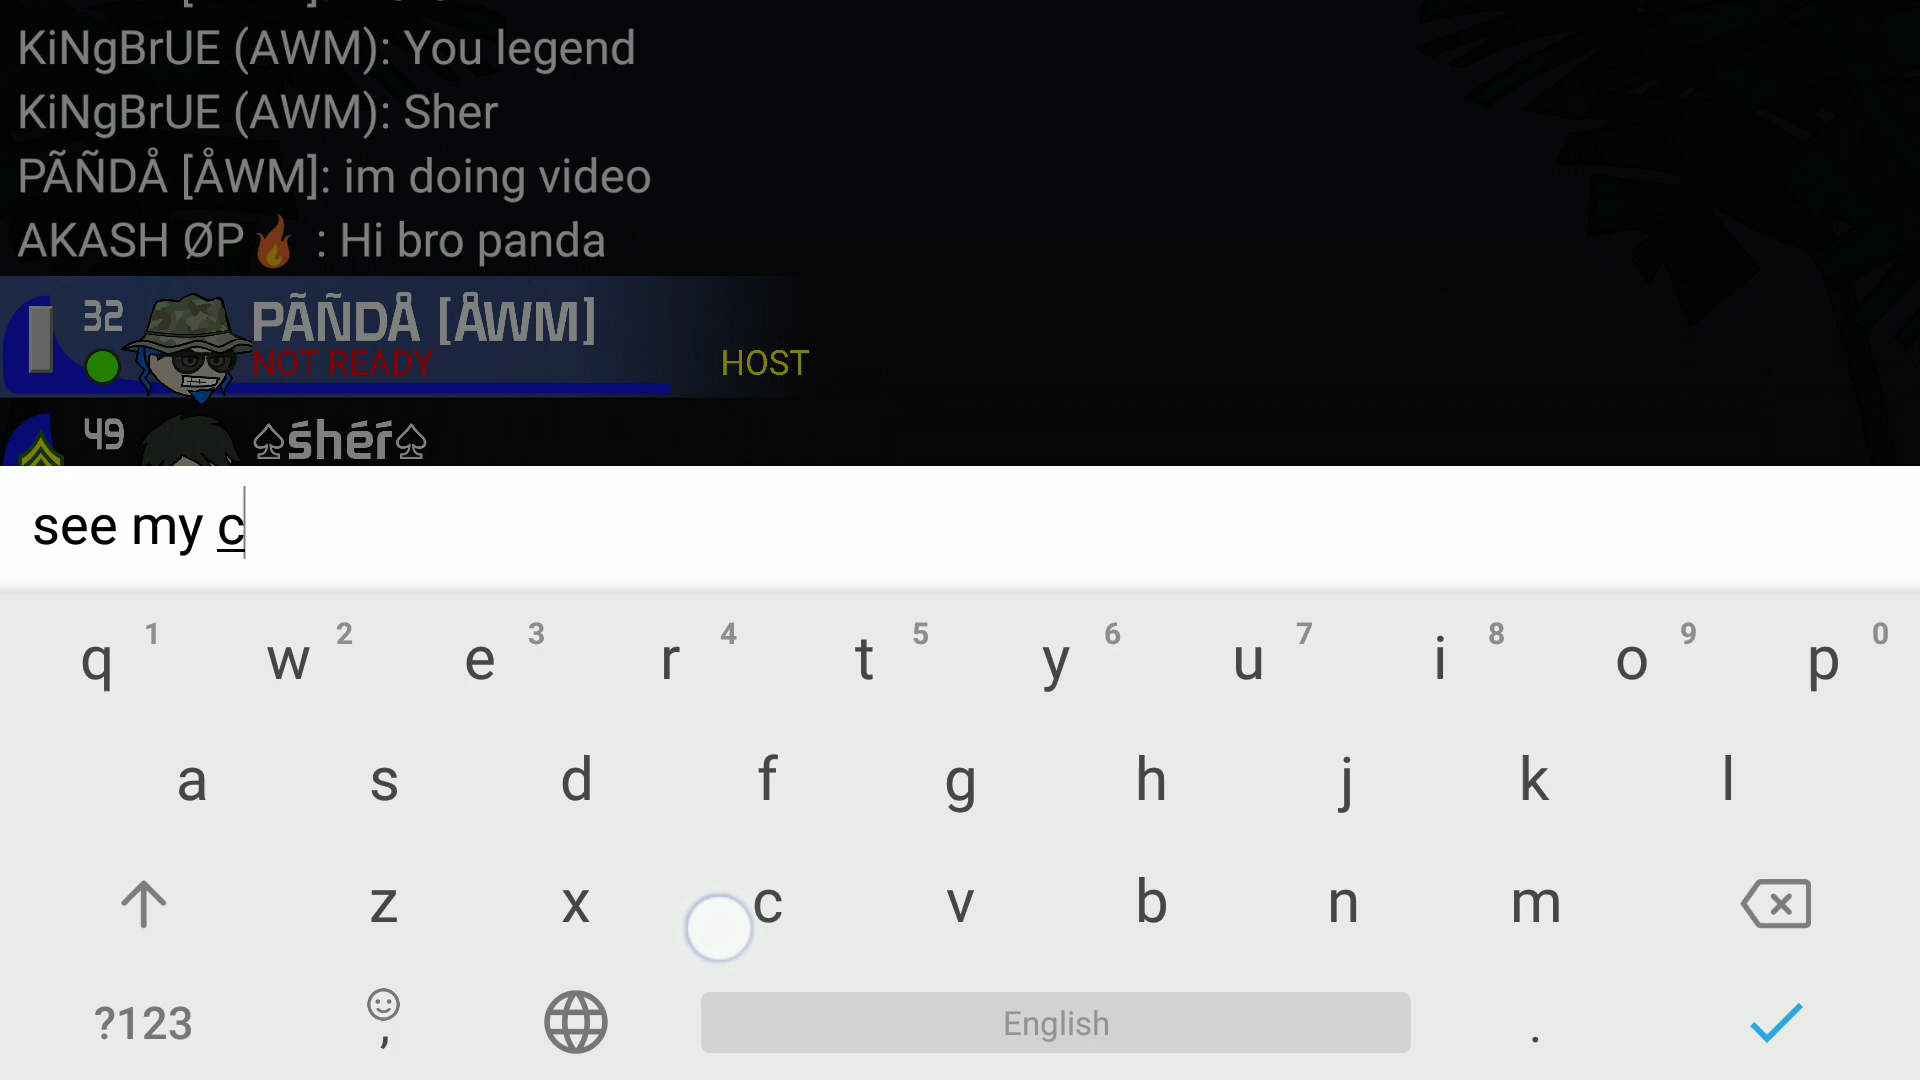 KiNgBrUE (AWM): You legend
KiNgBrUE (AWM): Sher
PÃÑDÅ [ÅWM]: im doing video
AKASH ØP🔥 : Hi bro panda
32 PÃÑDÅ [ÅWM]
NOT READY HOST
49 ♤śhéŕ♤
see my c
q 1 w 2 e 3 r 4 t 5 y 6 u 7 i 8 o 9 p 0
a s d f g h j k l
z x c v b n m
?123 , English .